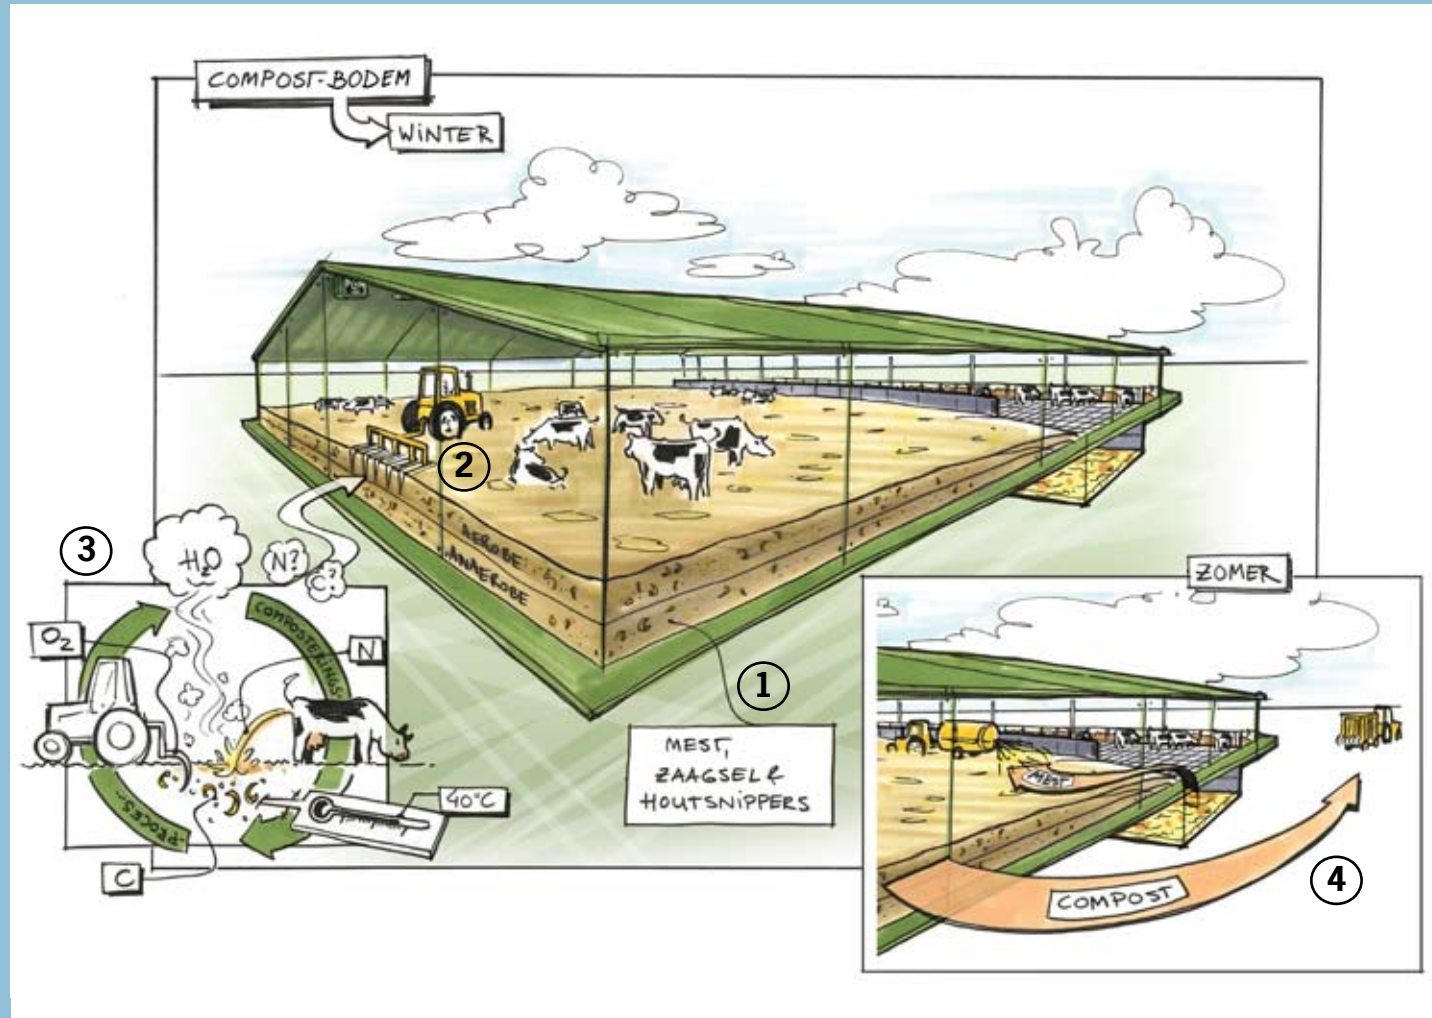 COMPOST-BODEM
WINTER
2
3
H2O
N?
C?
AEROBE
ANAEROBE
ZOMER
O2
COMPOSTERINGS-
N
1
MEST,
ZAAGSEL &
HOUTSNIPPERS
MEST
40°C
PROCES...
C
COMPOST
4